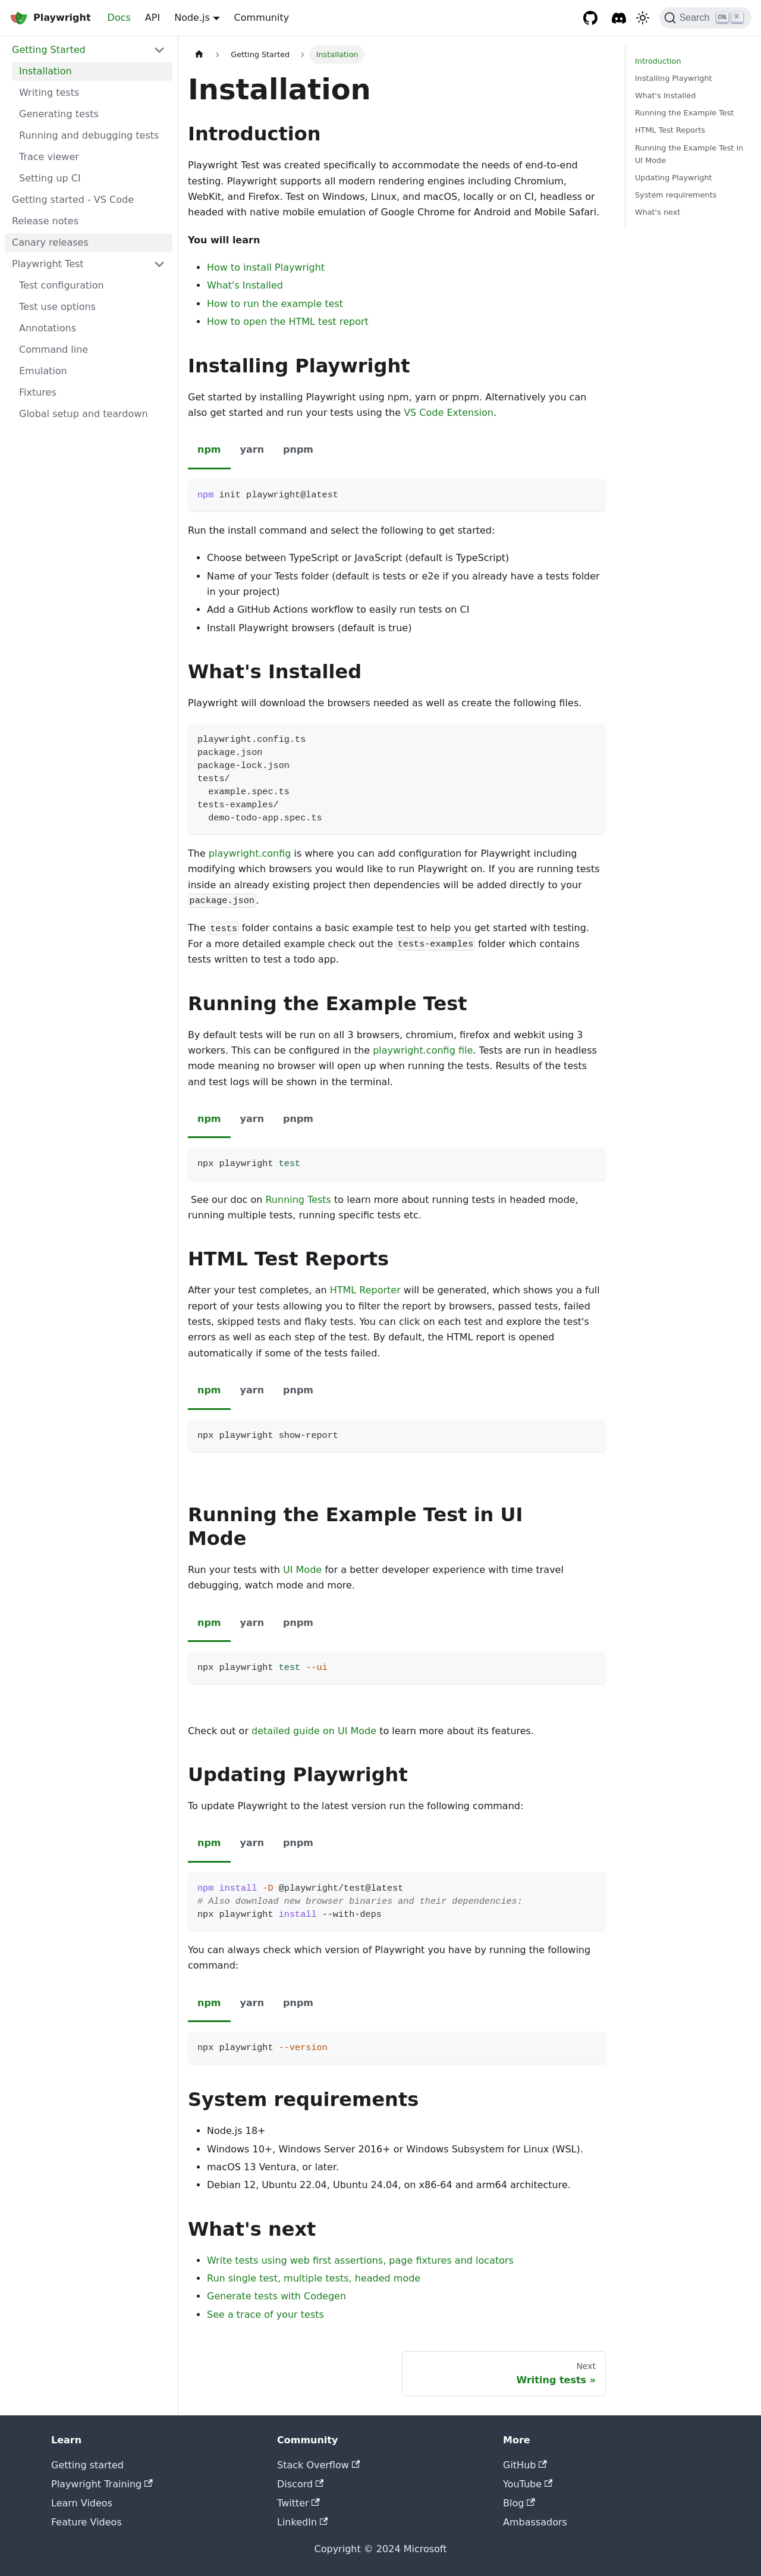 Playwright Docs API Node.js Community Search CTRL K
Getting Started
Installation
Writing tests
Generating tests
Running and debugging tests
Trace viewer
Setting up CI
Getting started - VS Code
Release notes
Canary releases
Playwright Test
Test configuration
Test use options
Annotations
Command line
Emulation
Fixtures
Global setup and teardown
Getting Started Installation
Installation
Introduction
Playwright Test was created specifically to accommodate the needs of end-to-end
testing. Playwright supports all modern rendering engines including Chromium,
WebKit, and Firefox. Test on Windows, Linux, and macOS, locally or on CI, headless or
headed with native mobile emulation of Google Chrome for Android and Mobile Safari.
You will learn
How to install Playwright
What's Installed
How to run the example test
How to open the HTML test report
Installing Playwright
Get started by installing Playwright using npm, yarn or pnpm. Alternatively you can
also get started and run your tests using the VS Code Extension.
npm yarn pnpm
npm init playwright@latest
Run the install command and select the following to get started:
Choose between TypeScript or JavaScript (default is TypeScript)
Name of your Tests folder (default is tests or e2e if you already have a tests folder
in your project)
Add a GitHub Actions workflow to easily run tests on CI
Install Playwright browsers (default is true)
What's Installed
Playwright will download the browsers needed as well as create the following files.
playwright.config.ts
package.json
package-lock.json
tests/
example.spec.ts
tests-examples/
demo-todo-app.spec.ts
The playwright.config is where you can add configuration for Playwright including
modifying which browsers you would like to run Playwright on. If you are running tests
inside an already existing project then dependencies will be added directly to your
package.json.
The tests folder contains a basic example test to help you get started with testing.
For a more detailed example check out the tests-examples folder which contains
tests written to test a todo app.
Running the Example Test
By default tests will be run on all 3 browsers, chromium, firefox and webkit using 3
workers. This can be configured in the playwright.config file. Tests are run in headless
mode meaning no browser will open up when running the tests. Results of the tests
and test logs will be shown in the terminal.
npm yarn pnpm
npx playwright test
See our doc on Running Tests to learn more about running tests in headed mode,
running multiple tests, running specific tests etc.
HTML Test Reports
After your test completes, an HTML Reporter will be generated, which shows you a full
report of your tests allowing you to filter the report by browsers, passed tests, failed
tests, skipped tests and flaky tests. You can click on each test and explore the test's
errors as well as each step of the test. By default, the HTML report is opened
automatically if some of the tests failed.
npm yarn pnpm
npx playwright show-report
Running the Example Test in UI
Mode
Run your tests with UI Mode for a better developer experience with time travel
debugging, watch mode and more.
npm yarn pnpm
npx playwright test --ui
Check out or detailed guide on UI Mode to learn more about its features.
Updating Playwright
To update Playwright to the latest version run the following command:
npm yarn pnpm
npm install -D @playwright/test@latest
# Also download new browser binaries and their dependencies:
npx playwright install --with-deps
You can always check which version of Playwright you have by running the following
command:
npm yarn pnpm
npx playwright --version
System requirements
Node.js 18+
Windows 10+, Windows Server 2016+ or Windows Subsystem for Linux (WSL).
macOS 13 Ventura, or later.
Debian 12, Ubuntu 22.04, Ubuntu 24.04, on x86-64 and arm64 architecture.
What's next
Write tests using web first assertions, page fixtures and locators
Run single test, multiple tests, headed mode
Generate tests with Codegen
See a trace of your tests
Next
Writing tests »
Introduction
Installing Playwright
What's Installed
Running the Example Test
HTML Test Reports
Running the Example Test in
UI Mode
Updating Playwright
System requirements
What's next
Learn
Getting started
Playwright Training
Learn Videos
Feature Videos
Community
Stack Overflow
Discord
Twitter
LinkedIn
More
GitHub
YouTube
Blog
Ambassadors
Copyright © 2024 Microsoft